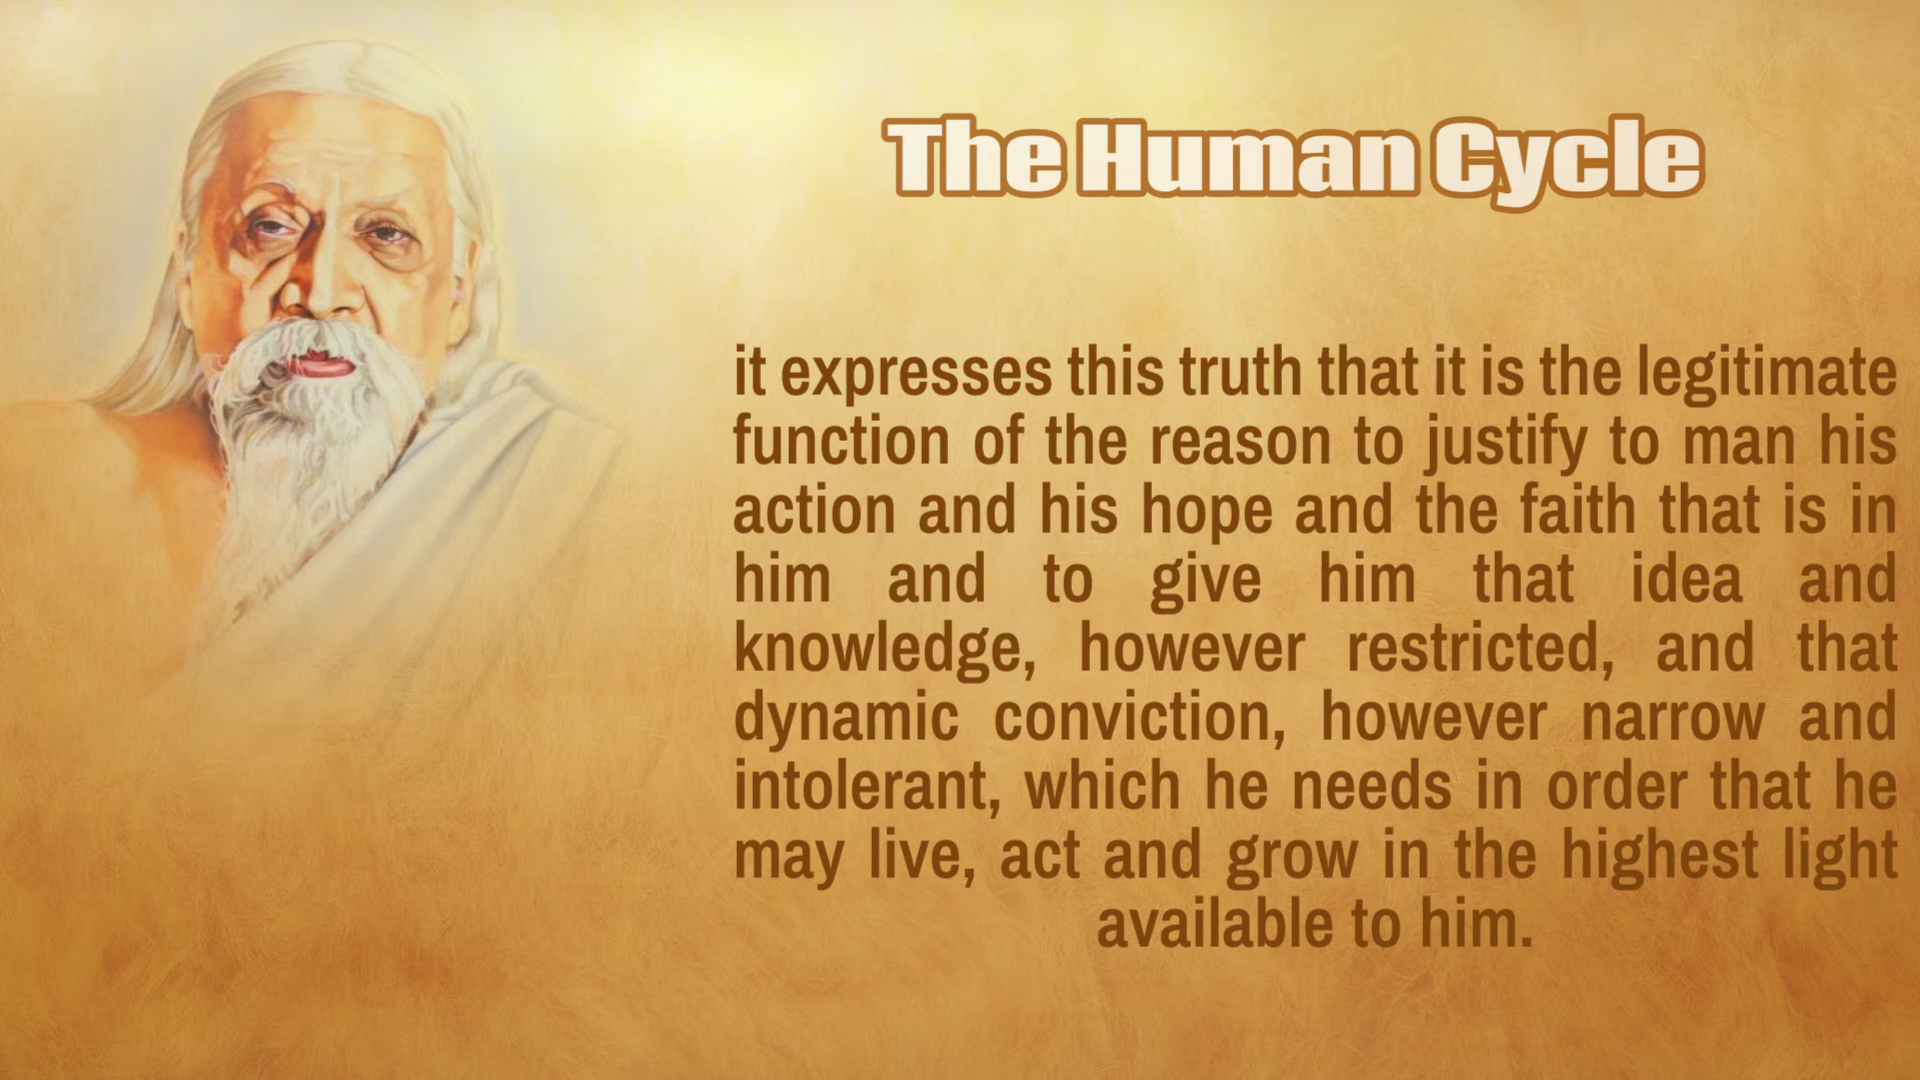 The Human Cycle
it expresses this truth that it is the legitimate
function of the reason to justify to man his
action and his hope and the faith that is in
him and to give him that idea and
knowledge, however restricted, and that
dynamic conviction, however narrow and
intolerant, which he needs in order that he
may live, act and grow in the highest light
available to him.